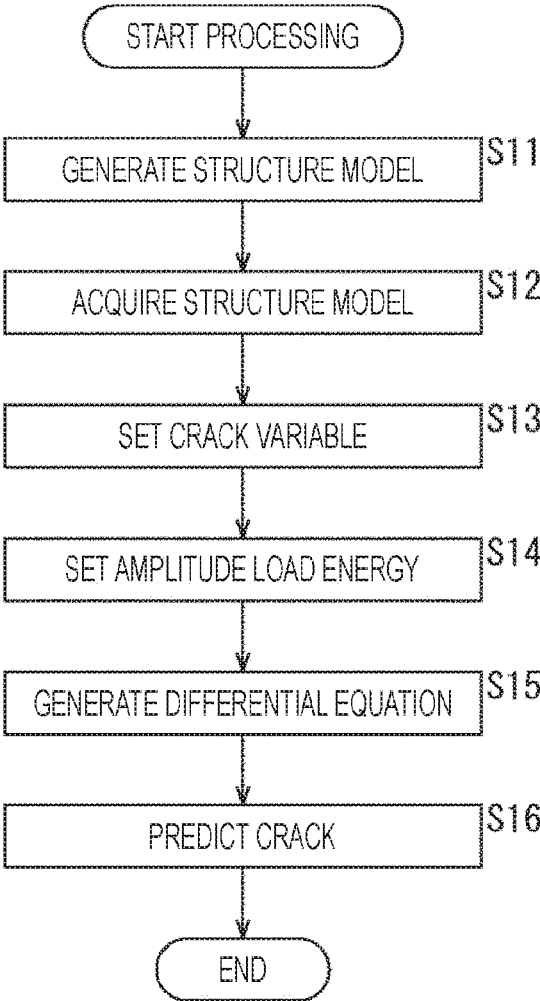 START PROCESSING
GENERATE STRUCTURE MODEL
S11
ACQUIRE STRUCTURE MODEL
S12
SET CRACK VARIABLE
S13
SET AMPLITUDE LOAD ENERGY
S14
GENERATE DIFFERENTIAL EQUATION
S15
PREDICT CRACK
S16
END